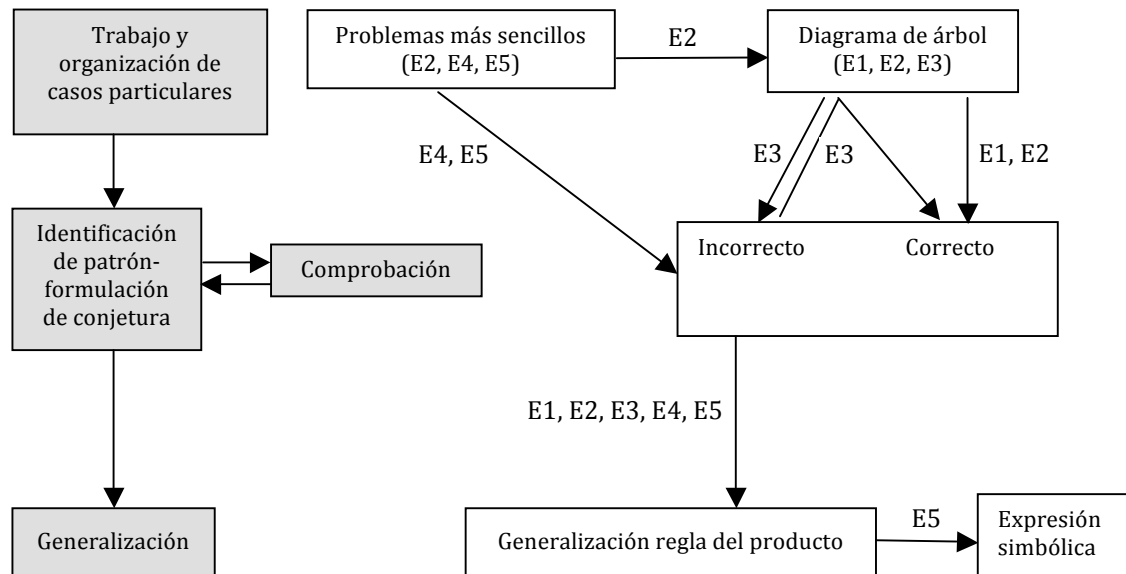 Trabajo y
organización de
casos particulares
Problemas más sencillos
(E2, E4, E5)
E2
Diagrama de árbol
(E1, E2, E3)
E4, E5
E3
E3
E1, E2
Identificación
de patrón-
formulación
de conjetura
Comprobación
Incorrecto
Correcto
E1, E2, E3, E4, E5
Generalización
Generalización regla del producto
E5
Expresión
simbólica